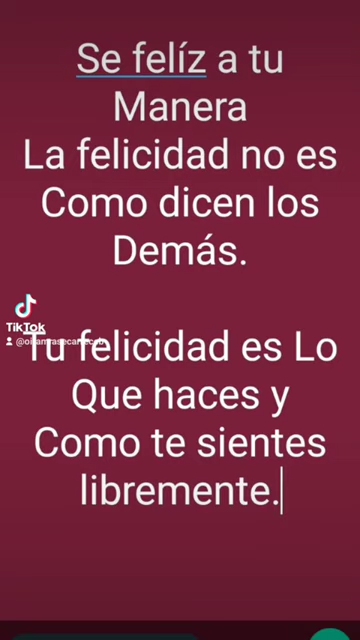 Se felíz a tu
Manera
La felicidad no es
Como dicen los
Demás.
TikTok
Tu felicidad es Lo
Que haces y
Como te sientes
libremente.